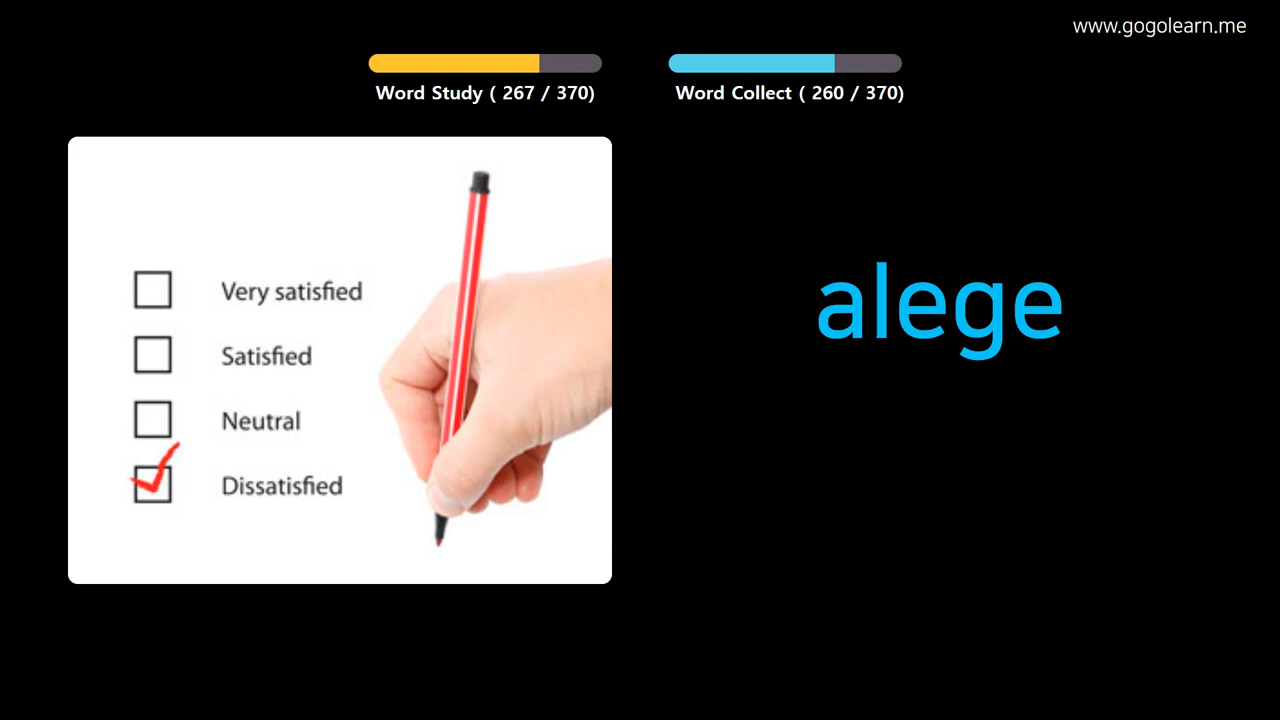 www.gogolearn.me
Word Study ( 267 / 370)
Word Collect ( 260 / 370)
Very satisfied
Satisfied
Neutral
Dissatisfied
alege